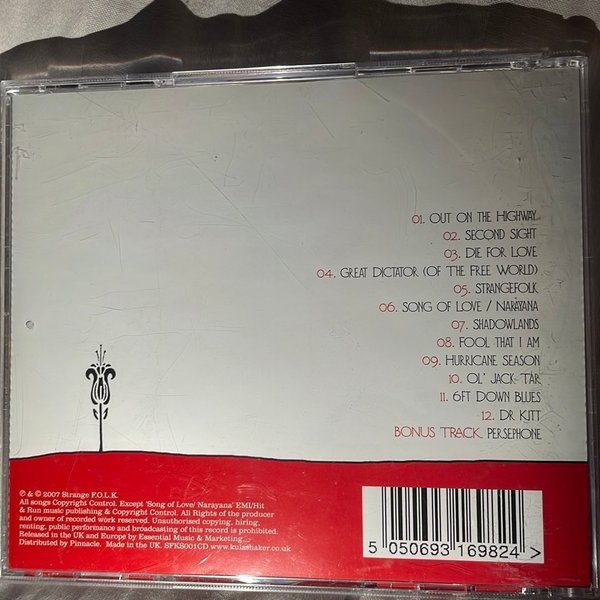 01. OUT ON THE HIGHWAY
02. SECOND SIGHT
03. DIE FOR LOVE
04. GREAT DICTATOR (OF THE FREE WORLD)
05. STRANGEFOLK
06. SONG OF LOVE / NARAYANA
07. SHADOWLANDS
08. FOOL THAT I AM
09. HURRICANE SEASON
10. OL' JACK TAR
11. 6FT DOWN BLUES
12. DR KITT
BONUS TRACK. PERSEPHONE
℗ & © 2007 Strange F.O.L.K.
All songs Copyright Control. Except 'Song of Love/ Narayana' EMI/Hit
& Run music publishing & Copyright Control. All Rights of the producer
and owner of recorded work reserved. Unauthorised copying, hiring,
renting, public performance and broadcasting of this record is prohibited.
Released in the UK and Europe by Essential Music & Marketing.
Distributed by Pinnacle. Made in the UK. SFKS001CD www.kulashaker.co.uk
5 050693 169824 >